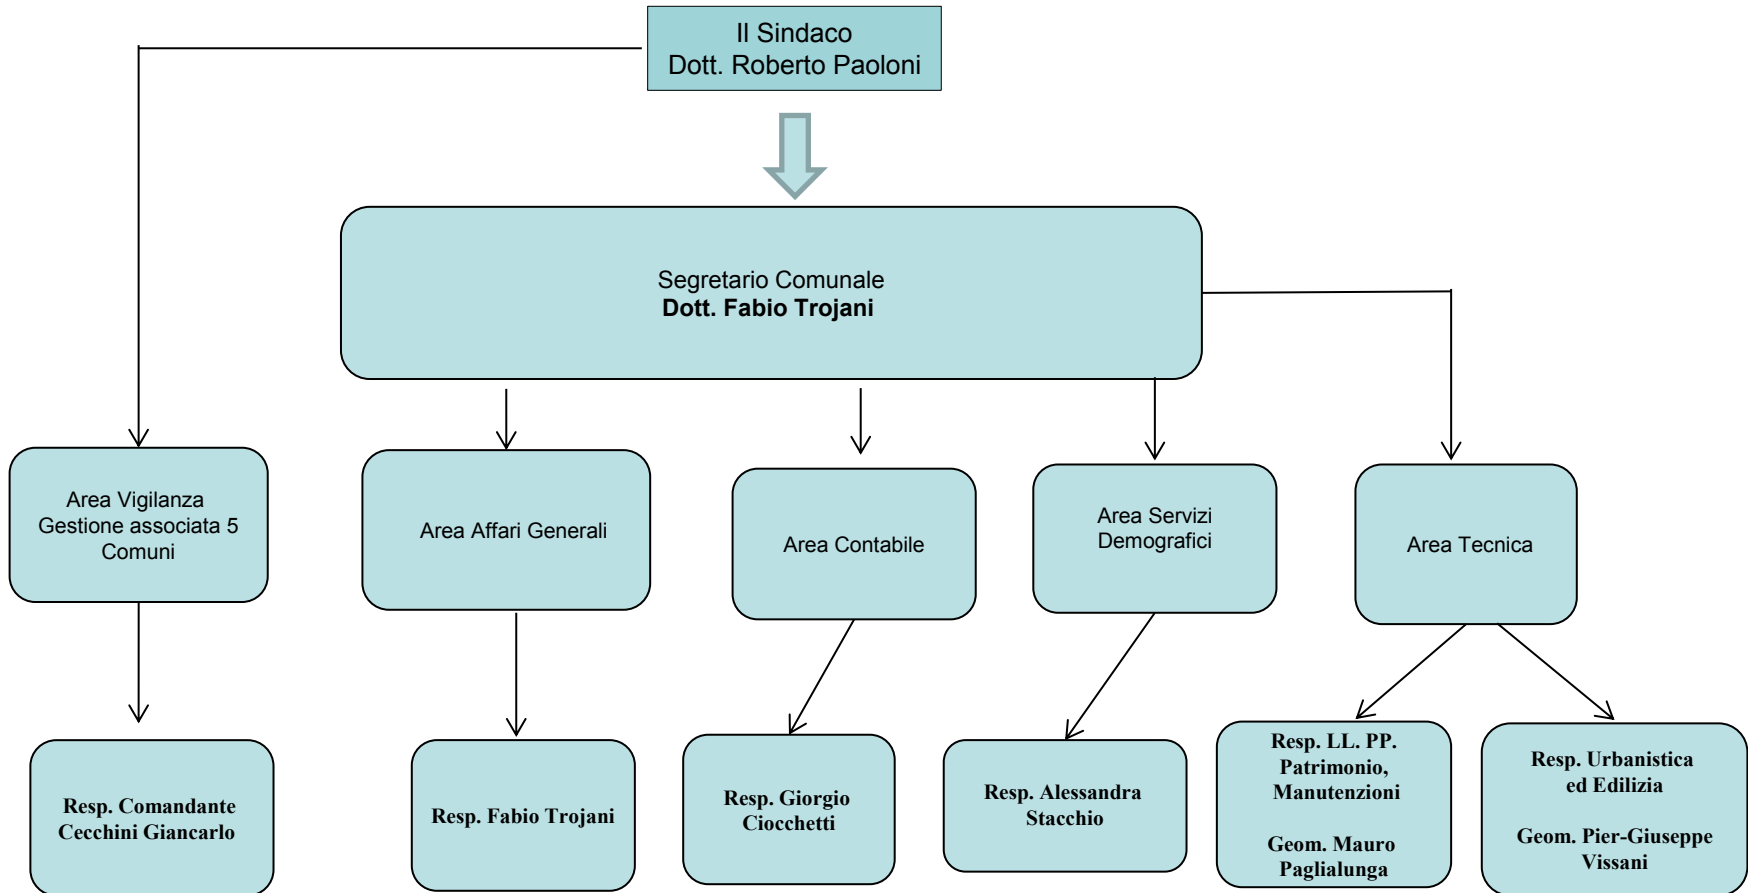 Il Sindaco
Dott. Roberto Paoloni
Segretario Comunale
Dott. Fabio Trojani
Area Vigilanza
Gestione associata 5
Comuni
Area Affari Generali
Area Contabile
Area Servizi
Demografici
Area Tecnica
Resp. Comandante
Cecchini Giancarlo
Resp. Fabio Trojani
Resp. Giorgio
Ciocchetti
Resp. Alessandra
Stacchio
Resp. LL. PP.
Patrimonio,
Manutenzioni
Geom. Mauro
Paglialunga
Resp. Urbanistica
ed Edilizia
Geom. Pier-Giuseppe
Vissani